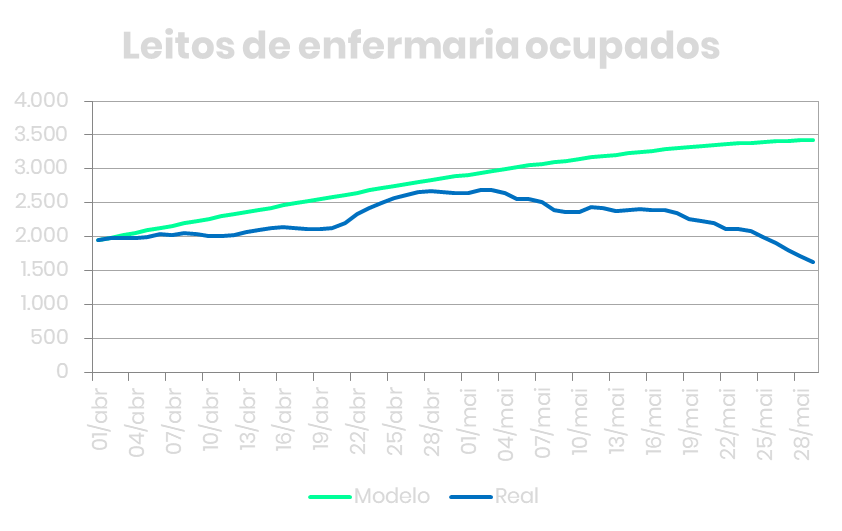 Leitos de enfermaria ocupados
4.000
3.500
3.000
2.500
2.000
1.500
1.000
500
0
01/abr
04/abr
07/abr
10/abr
13/abr
16/abr
19/abr
22/abr
25/abr
28/abr
01/mai
04/mai
07/mai
10/mai
13/mai
16/mai
19/mai
22/mai
25/mai
28/mai
Modelo Real